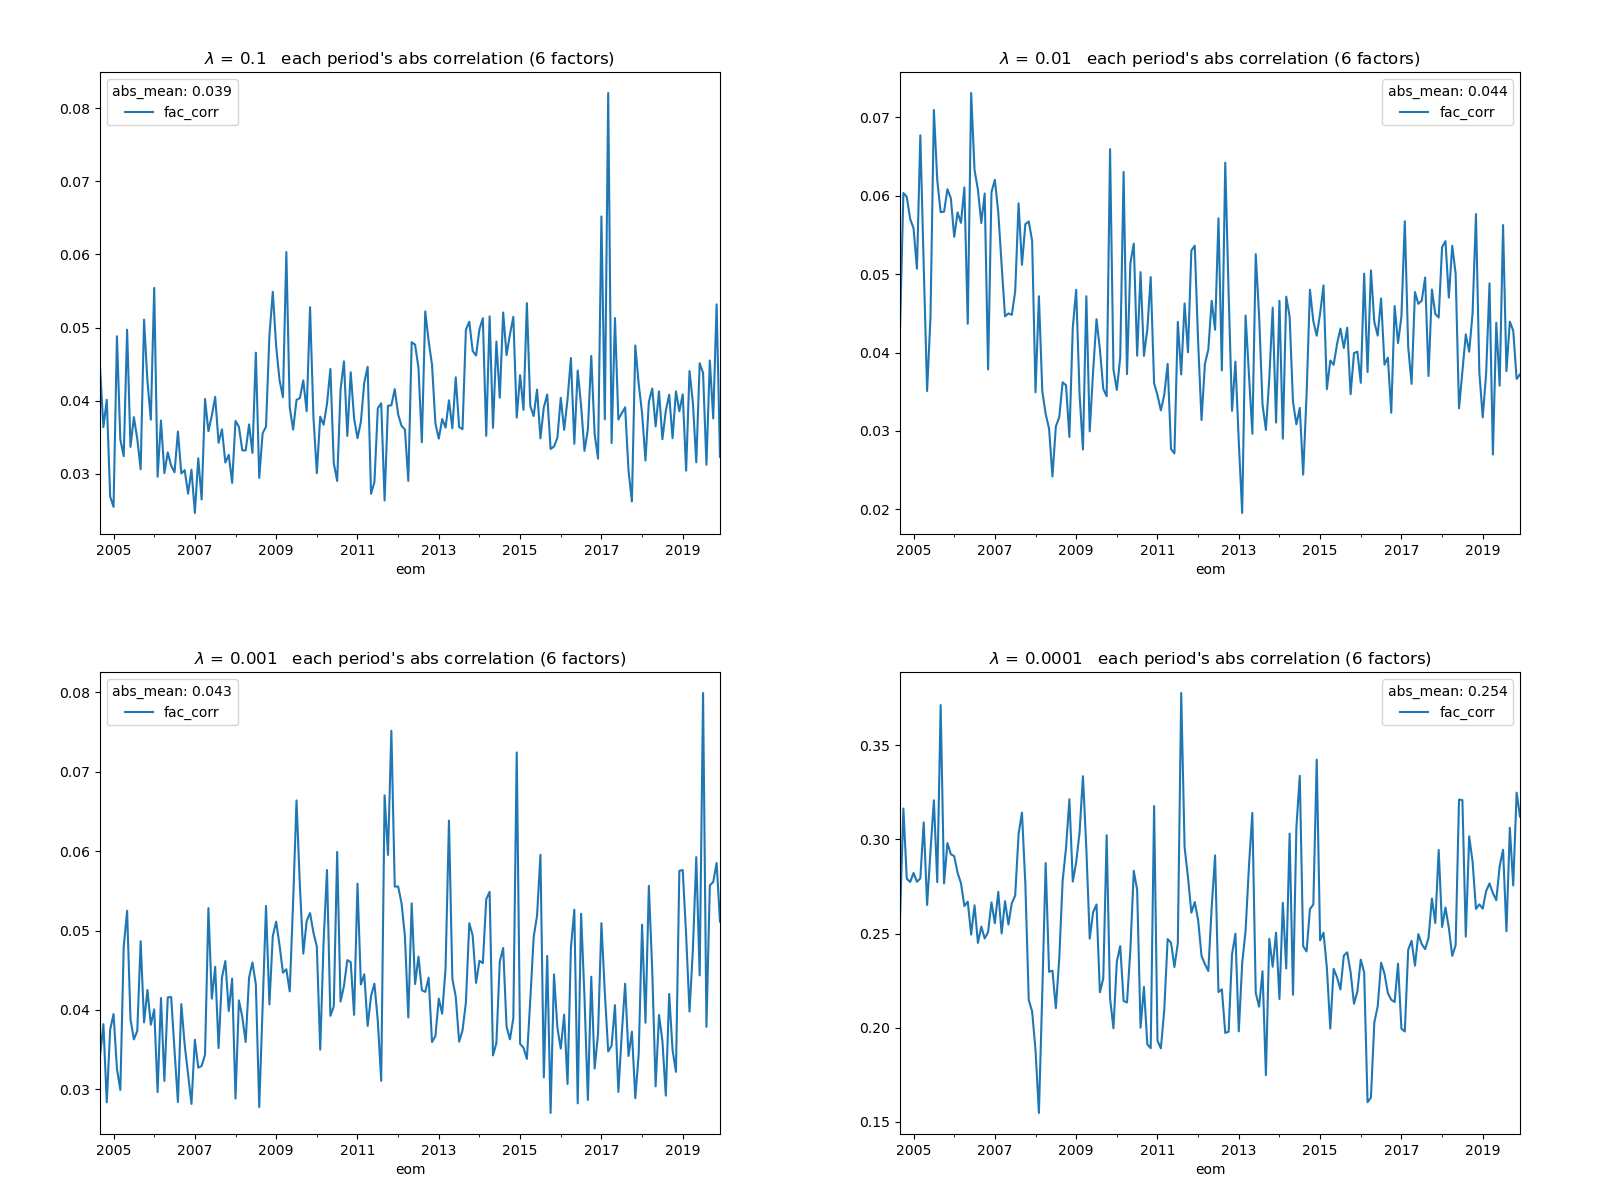 λ = 0.1 each period's abs correlation (6 factors)
abs_mean: 0.039
fac_corr
0.08
0.07
0.06
0.05
0.04
0.03
2005 2007 2009 2011 2013 2015 2017 2019
eom
λ = 0.01 each period's abs correlation (6 factors)
abs_mean: 0.044
fac_corr
0.07
0.06
0.05
0.04
0.03
0.02
2005 2007 2009 2011 2013 2015 2017 2019
eom
λ = 0.001 each period's abs correlation (6 factors)
abs_mean: 0.043
fac_corr
0.08
0.07
0.06
0.05
0.04
0.03
2005 2007 2009 2011 2013 2015 2017 2019
eom
λ = 0.0001 each period's abs correlation (6 factors)
abs_mean: 0.254
fac_corr
0.35
0.30
0.25
0.20
0.15
2005 2007 2009 2011 2013 2015 2017 2019
eom